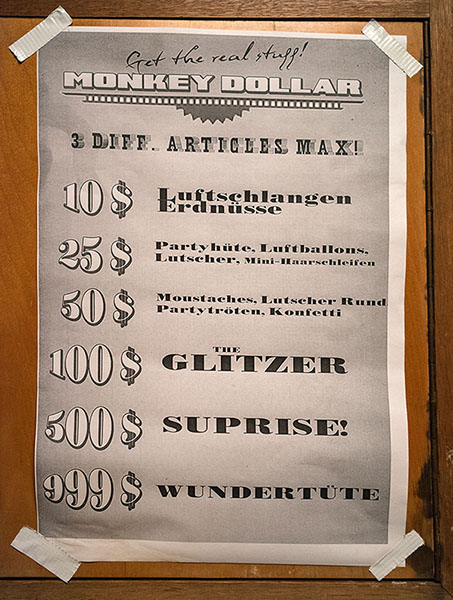 Get the real stuff!
MONKEY DOLLAR
3 DIFF. ARTICLES MAX!
10 $ Luftschlangen
Erdnüsse
25 $ Partyhüte, Luftballons,
Lutscher, Mini-Haarschleifen
50 $ Moustaches, Lutscher Rund
Partytröten, Konfetti
100 $ THE GLITZER
500 $ SUPRISE!
999 $ WUNDERTÜTE